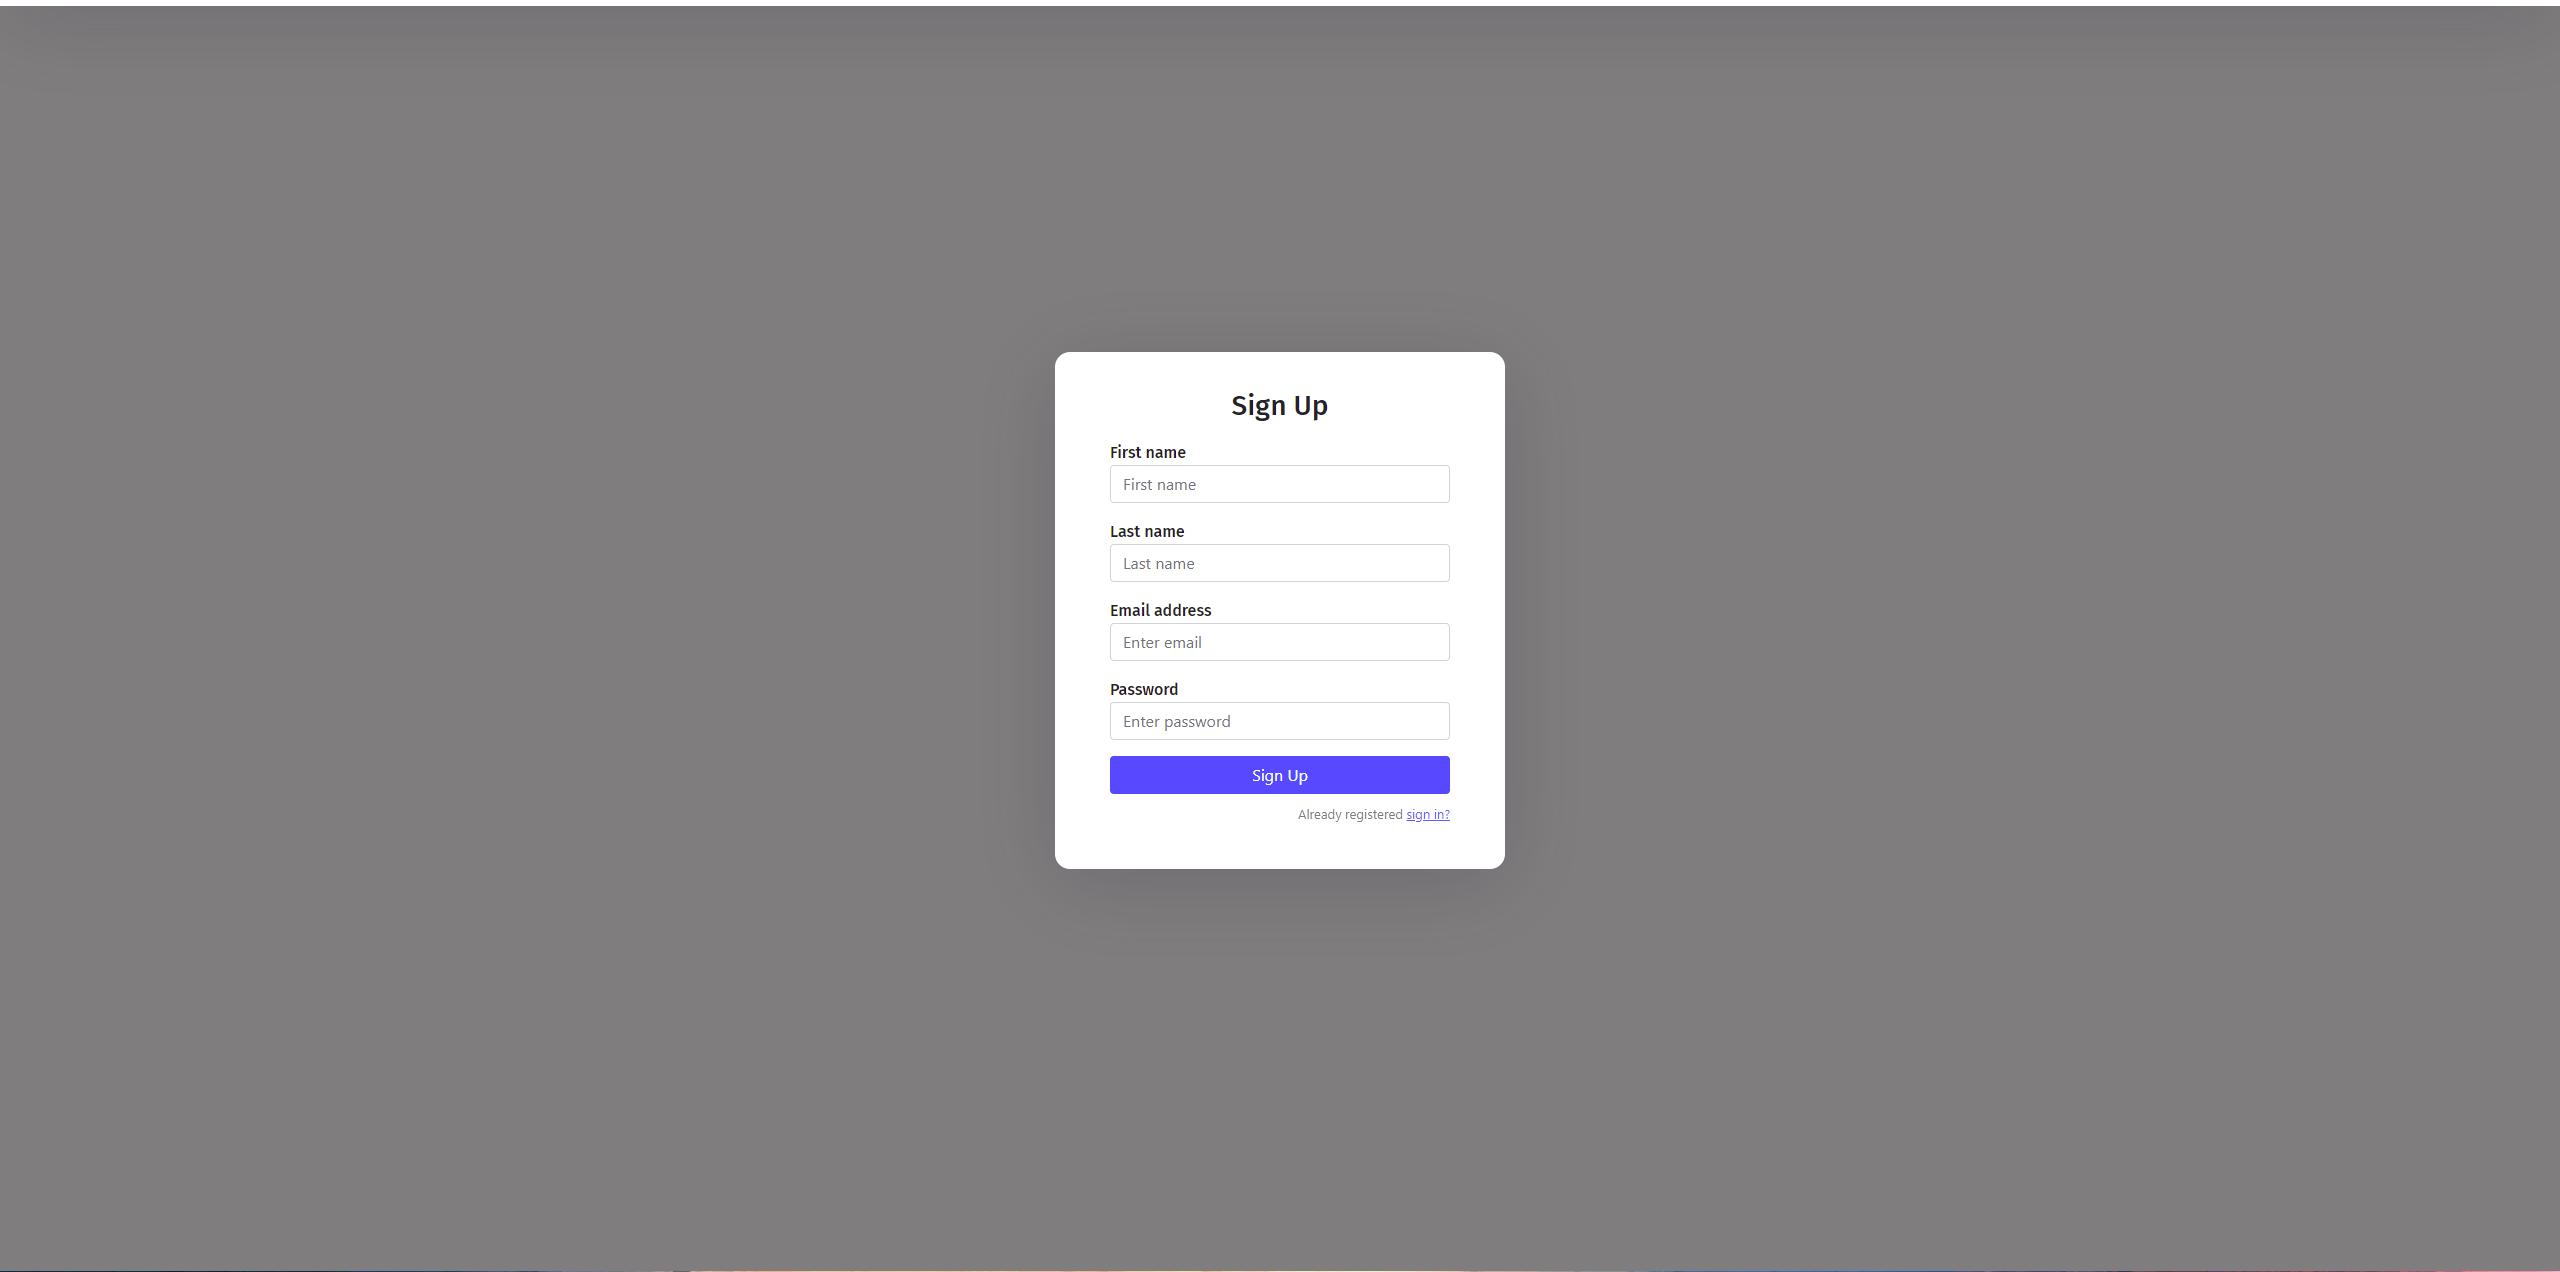 Sign Up
First name
First name
Last name
Last name
Email address
Enter email
Password
Enter password
Sign Up
Already registered sign in?